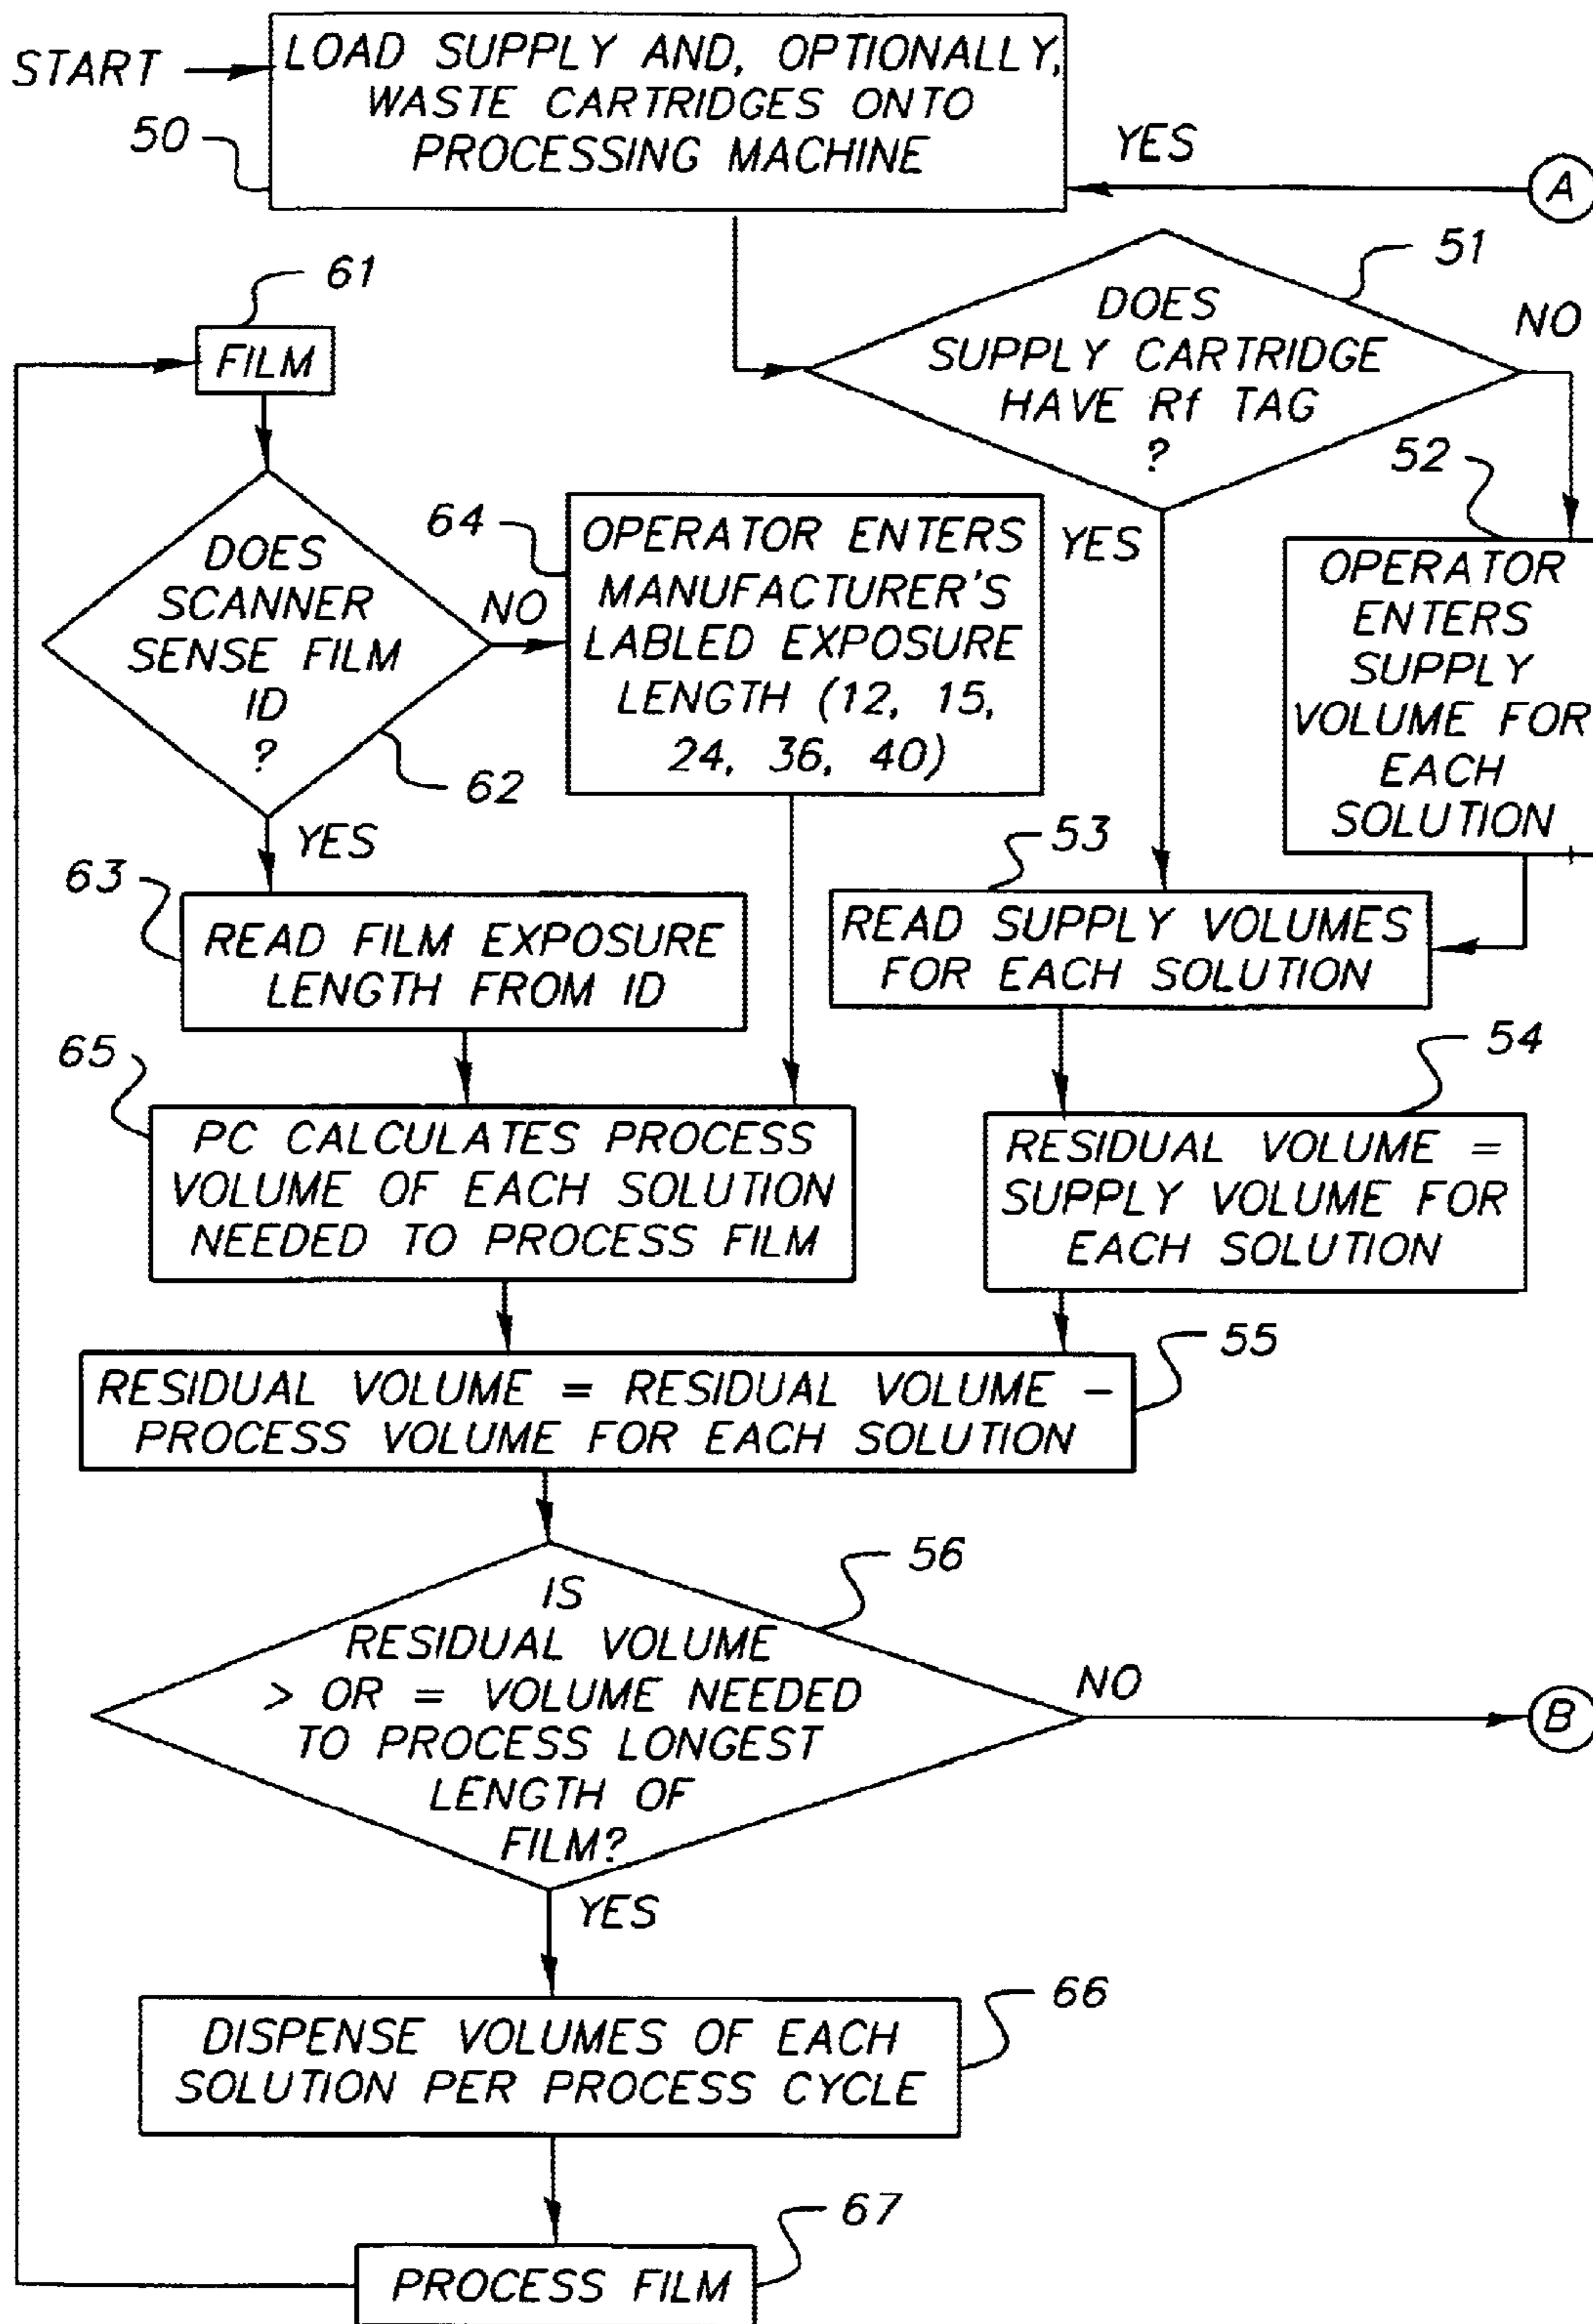 START
LOAD SUPPLY AND, OPTIONALLY,
WASTE CARTRIDGES ONTO
PROCESSING MACHINE
50
YES
A
51
DOES
SUPPLY CARTRIDGE
HAVE Rf TAG
?
NO
YES
52
OPERATOR
ENTERS
SUPPLY
VOLUME FOR
EACH
SOLUTION
61
FILM
DOES
SCANNER
SENSE FILM
ID
?
62
NO
YES
64
OPERATOR ENTERS
MANUFACTURER'S
LABLED EXPOSURE
LENGTH (12, 15,
24, 36, 40)
63
READ FILM EXPOSURE
LENGTH FROM ID
53
READ SUPPLY VOLUMES
FOR EACH SOLUTION
65
PC CALCULATES PROCESS
VOLUME OF EACH SOLUTION
NEEDED TO PROCESS FILM
54
RESIDUAL VOLUME =
SUPPLY VOLUME FOR
EACH SOLUTION
55
RESIDUAL VOLUME = RESIDUAL VOLUME -
PROCESS VOLUME FOR EACH SOLUTION
56
IS
RESIDUAL VOLUME
> OR = VOLUME NEEDED
TO PROCESS LONGEST
LENGTH OF
FILM?
NO
B
YES
66
DISPENSE VOLUMES OF EACH
SOLUTION PER PROCESS CYCLE
67
PROCESS FILM